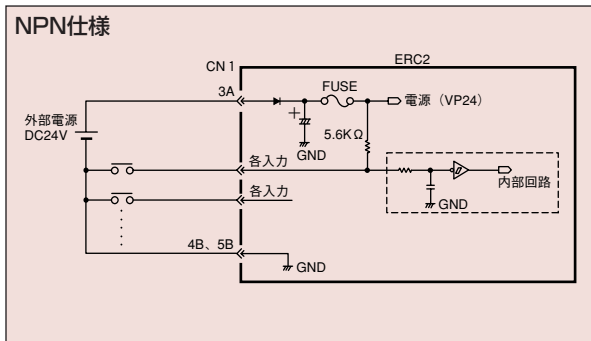 NPN仕様
CN 1
ERC2
3A
FUSE
電源（VP24）
外部電源
DC24V
5.6KΩ
GND
各入力
内部回路
各入力
GND
4B、5B
GND